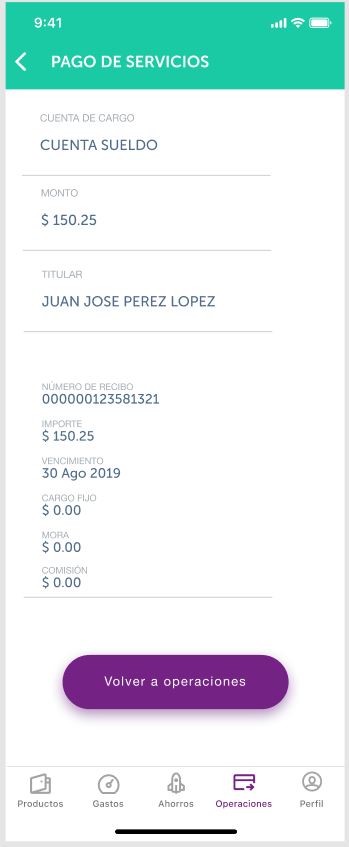 9:41
PAGO DE SERVICIOS
CUENTA DE CARGO
CUENTA SUELDO
MONTO
$ 150.25
TITULAR
JUAN JOSE PEREZ LOPEZ
NÚMERO DE RECIBO
000000123581321
IMPORTE
$ 150.25
VENCIMIENTO
30 Ago 2019
CARGO FIJO
$ 0.00
MORA
$ 0.00
COMISIÓN
$ 0.00
Volver a operaciones
Productos Gastos Ahorros Operaciones Perfil